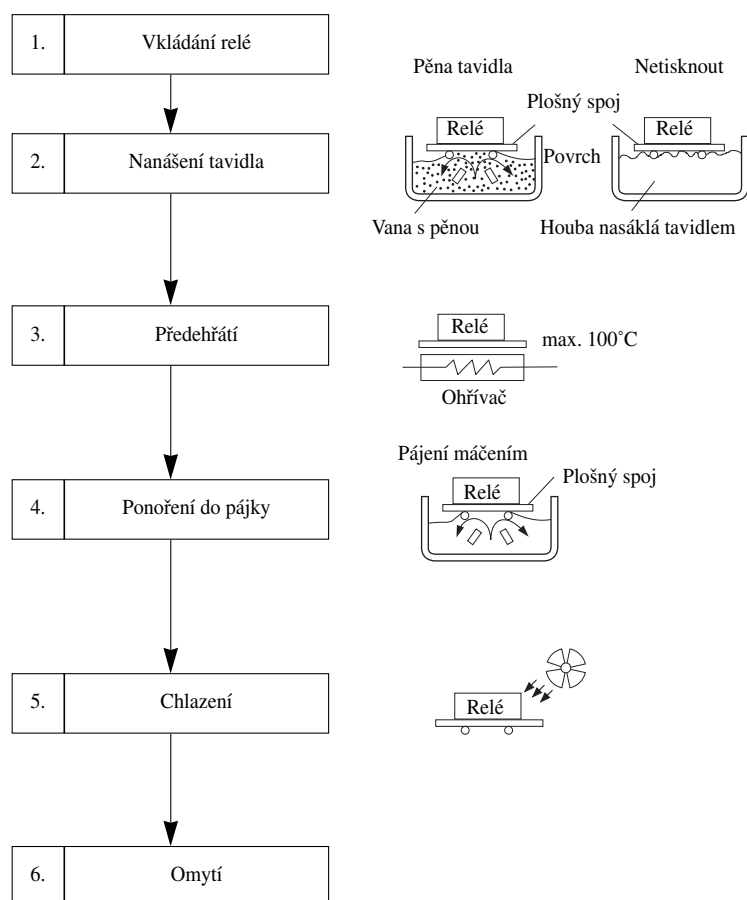 1. Vkládání relé
Pěna tavidla
Netisknout
Plošný spoj
Relé
Relé
2. Nanášení tavidla
Povrch
Vana s pěnou
Houba nasáklá tavidlem
3. Předehřátí
Relé
max. 100°C
Ohřívač
Pájení máčením
Plošný spoj
Relé
4. Ponoření do pájky
5. Chlazení
Relé
6. Omytí